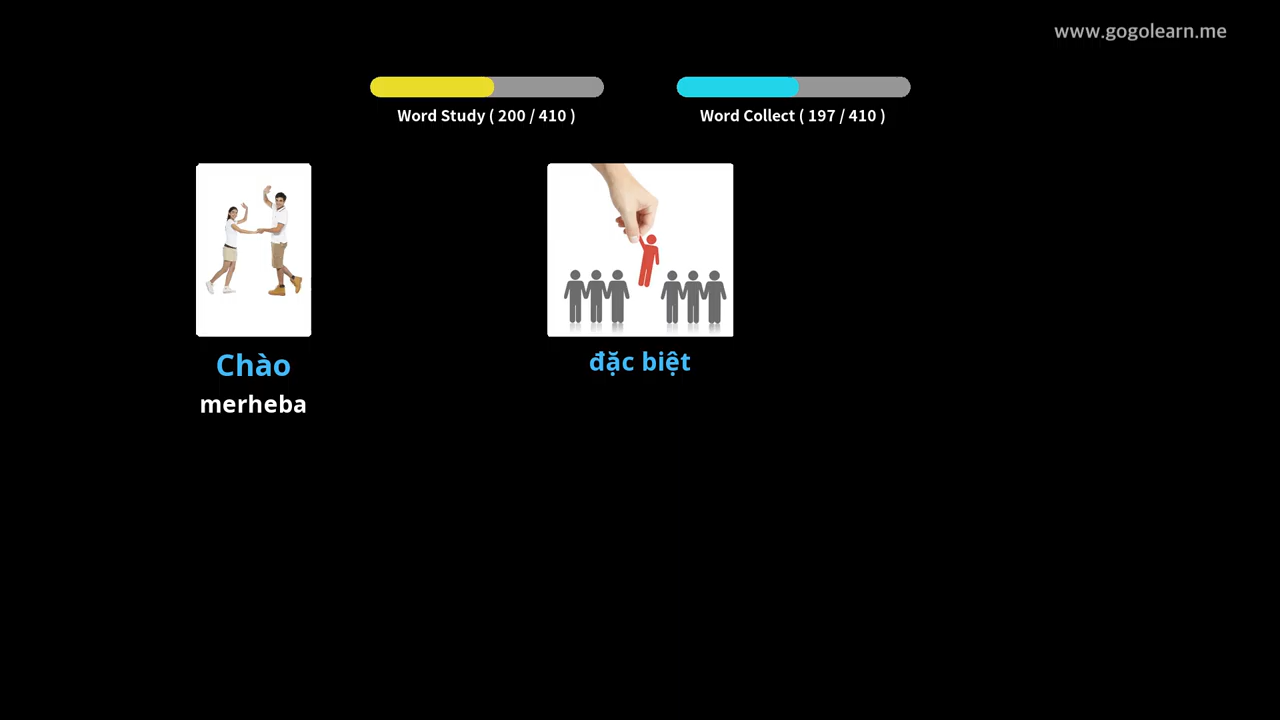 www.gogolearn.me
Word Study ( 200 / 410 )
Word Collect ( 197 / 410 )
Chào
merheba
đặc biệt